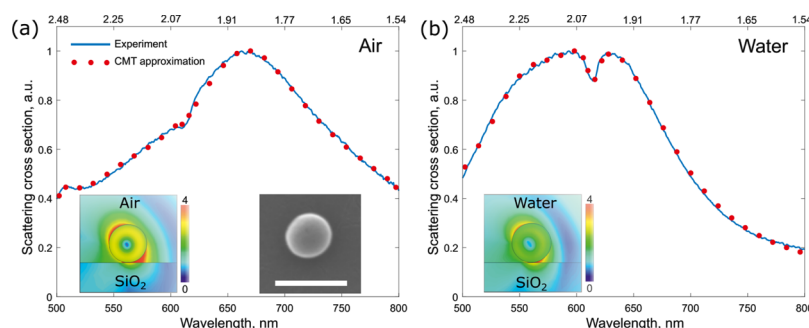 2.48 2.25 2.07 1.91 1.77 1.65 1.54
(a)
Experiment
CMT approximation
Air
1
0.8
0.6
0.4
0.2
0
Scattering cross section, a.u.
Air
4
0
SiO2
500 550 600 650 700 750 800
Wavelength, nm
2.48 2.25 2.07 1.91 1.77 1.65 1.54
(b)
Water
1
0.8
0.6
0.4
0.2
0
Scattering cross section, a.u.
Water
4
0
SiO2
500 550 600 650 700 750 800
Wavelength, nm